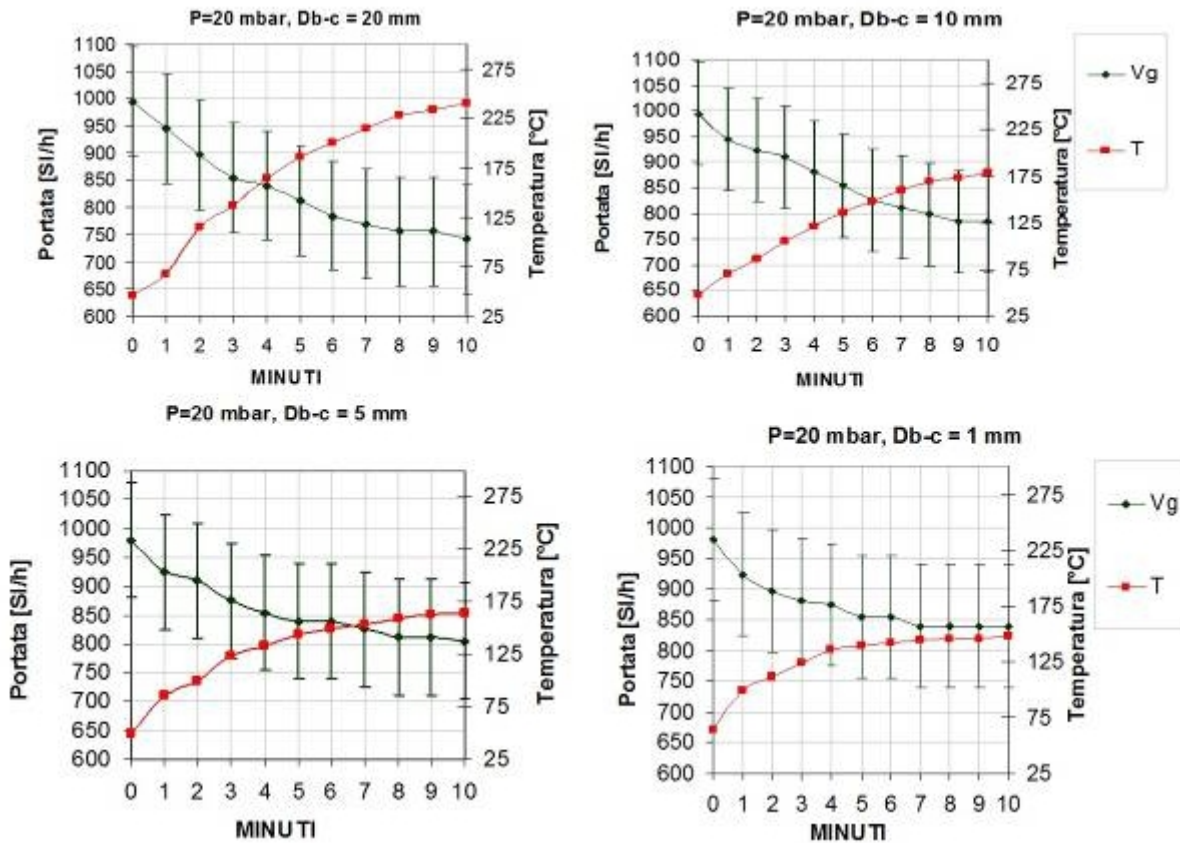 P=20 mbar, Db-c = 20 mm
1100
1050
1000
950
900
850
800
750
700
650
600
Portata [Sl/h]
275
225
175
125
75
25
Temperatura [°C]
0 1 2 3 4 5 6 7 8 9 10
MINUTI
P=20 mbar, Db-c = 10 mm
1100
1050
1000
950
900
850
800
750
700
650
600
Portata [Sl/h]
275
225
175
125
75
25
Temperatura [°C]
0 1 2 3 4 5 6 7 8 9 10
MINUTI
Vg
T
P=20 mbar, Db-c = 5 mm
1100
1050
1000
950
900
850
800
750
700
650
600
Portata [Sl/h]
275
225
175
125
75
25
Temperatura [°C]
0 1 2 3 4 5 6 7 8 9 10
MINUTI
P=20 mbar, Db-c = 1 mm
1100
1050
1000
950
900
850
800
750
700
650
600
Portata [Sl/h]
275
225
175
125
75
25
Temperatura [°C]
0 1 2 3 4 5 6 7 8 9 10
MINUTI
Vg
T